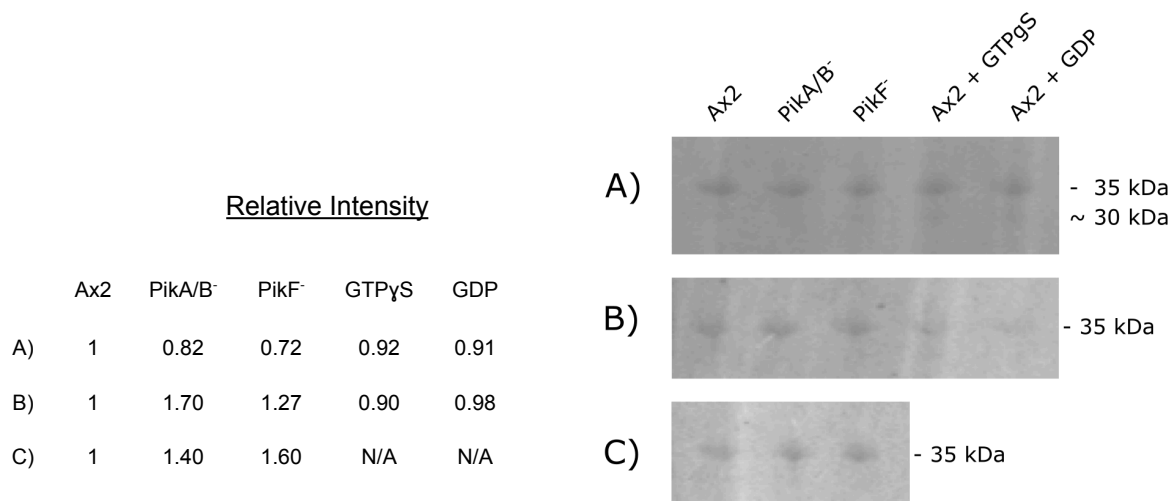 Relative Intensity
Ax2 PikA/B- PikF- GTPɣS GDP
A) 1 0.82 0.72 0.92 0.91
B) 1 1.70 1.27 0.90 0.98
C) 1 1.40 1.60 N/A N/A
Ax2 PikA/B- PikF- Ax2 + GTPgS Ax2 + GDP
A) - 35 kDa
~ 30 kDa
B) - 35 kDa
C) - 35 kDa